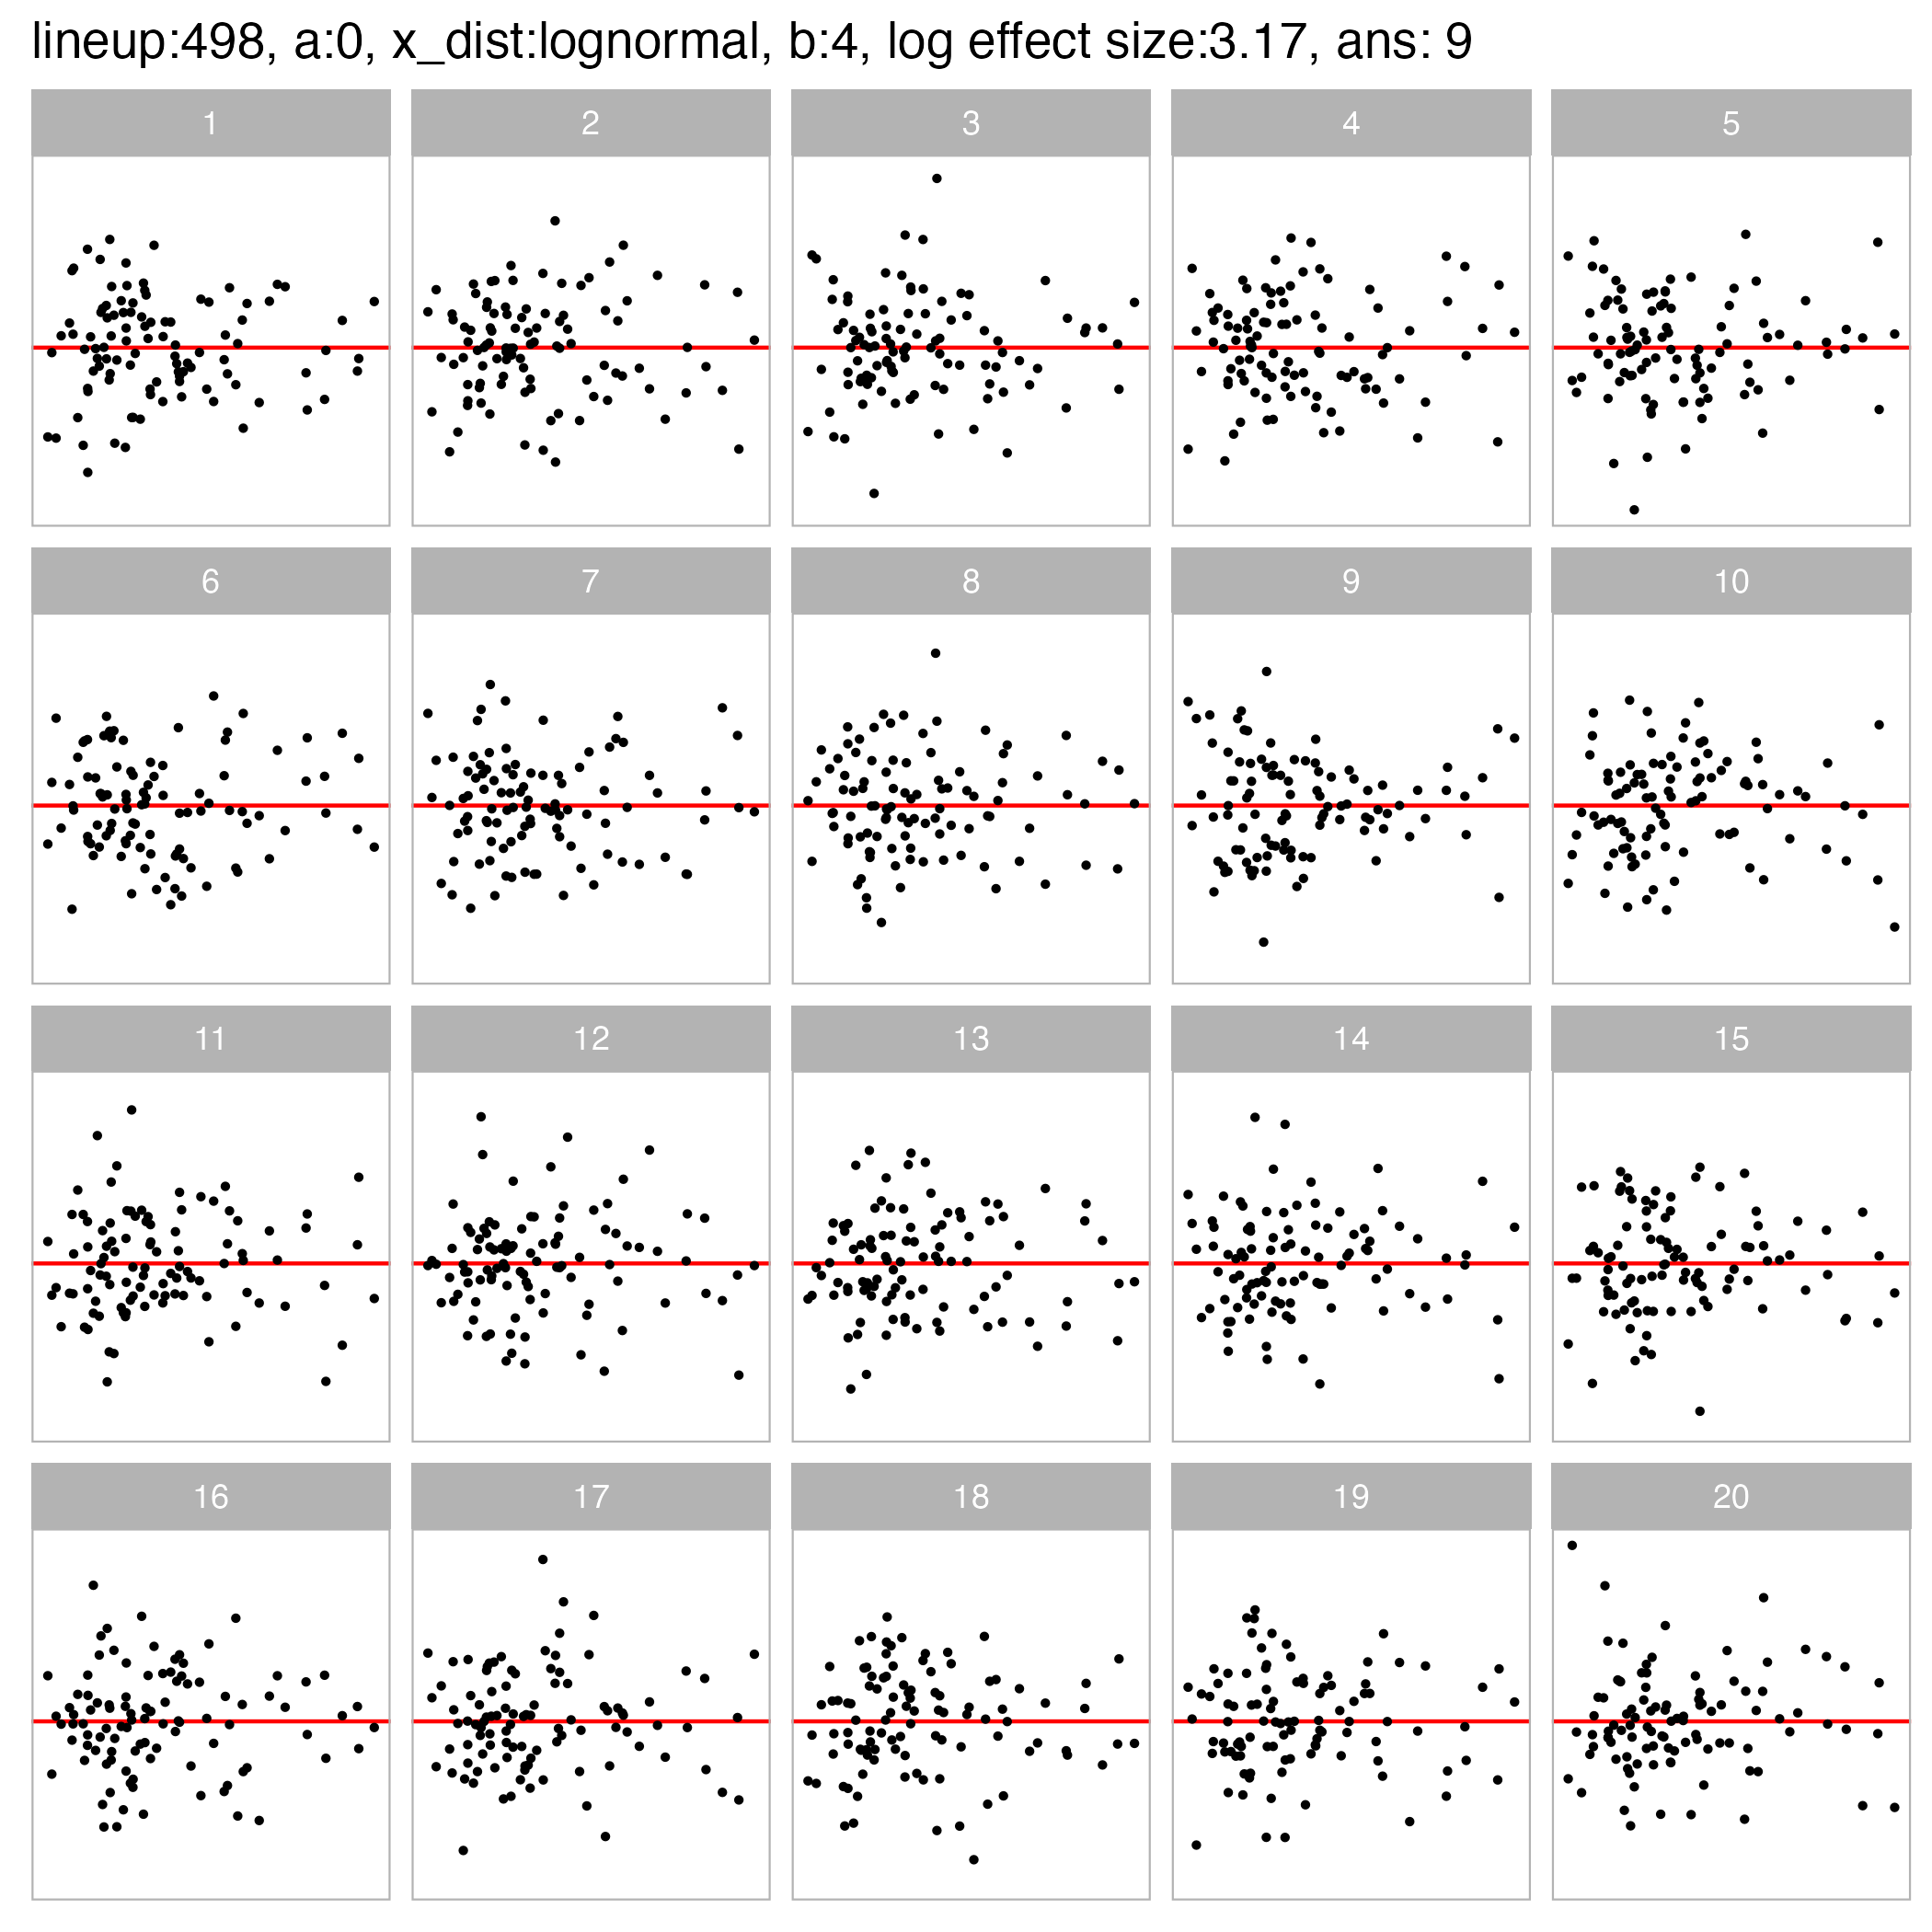 lineup:498, a:0, x_dist:lognormal, b:4, log effect size:3.17, ans: 9
1 2 3 4 5
6 7 8 9 10
11 12 13 14 15
16 17 18 19 20